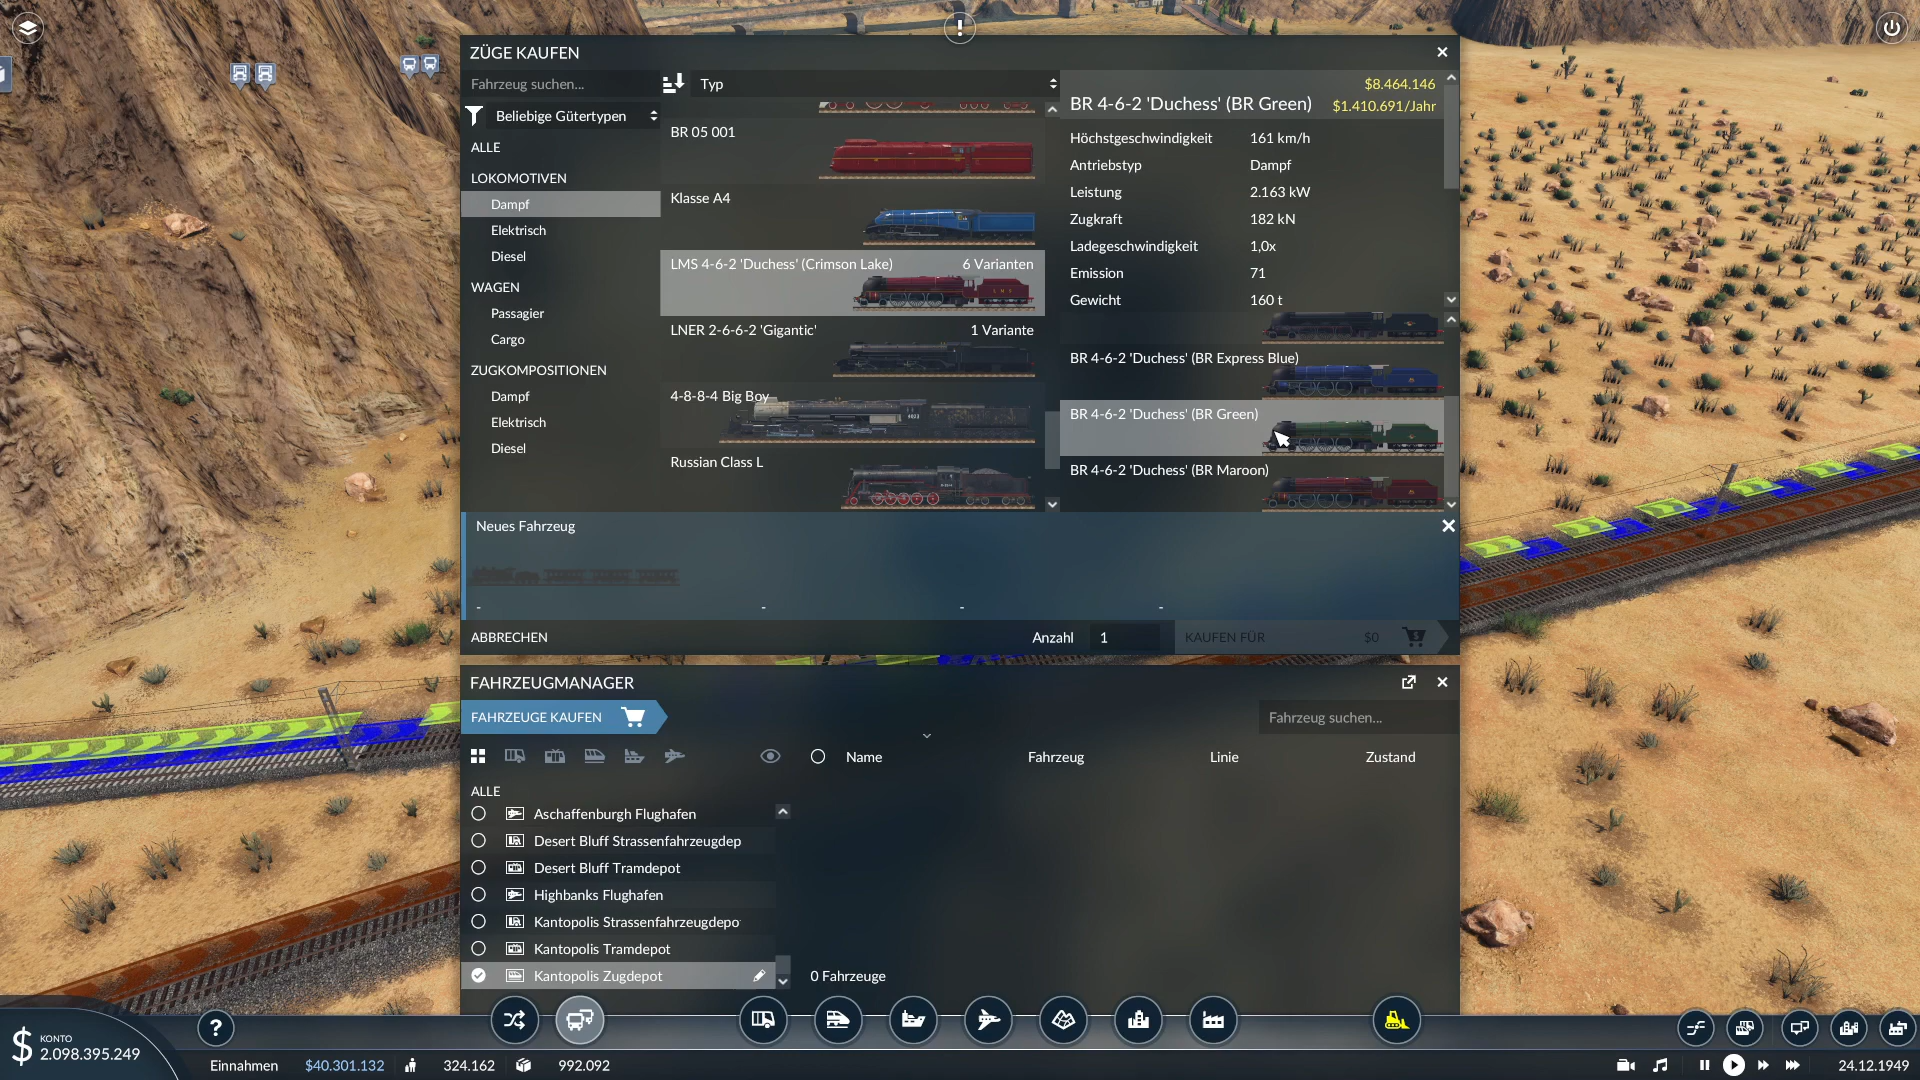 ZÜGE KAUFEN
Fahrzeug suchen...
Typ
Beliebige Gütertypen
ALLE
LOKOMOTIVEN
Dampf
Elektrisch
Diesel
WAGEN
Passagier
Cargo
ZUGKOMPOSITIONEN
Dampf
Elektrisch
Diesel
BR 05 001
Klasse A4
LMS 4-6-2 'Duchess' (Crimson Lake) 6 Varianten
LNER 2-6-6-2 'Gigantic' 1 Variante
4-8-8-4 Big Boy
Russian Class L
$8.464.146
BR 4-6-2 'Duchess' (BR Green) $1.410.691/Jahr
Höchstgeschwindigkeit 161 km/h
Antriebstyp Dampf
Leistung 2.163 kW
Zugkraft 182 kN
Ladegeschwindigkeit 1,0x
Emission 71
Gewicht 160 t
BR 4-6-2 'Duchess' (BR Express Blue)
BR 4-6-2 'Duchess' (BR Green)
BR 4-6-2 'Duchess' (BR Maroon)
Neues Fahrzeug
- - - -
ABBRECHEN
Anzahl 1
KAUFEN FÜR $0
FAHRZEUGMANAGER
FAHRZEUGE KAUFEN
Fahrzeug suchen...
Name Fahrzeug Linie Zustand
ALLE
Aschaffenburgh Flughafen
Desert Bluff Strassenfahrzeugdep
Desert Bluff Tramdepot
Highbanks Flughafen
Kantopolis Strassenfahrzeugdepo
Kantopolis Tramdepot
Kantopolis Zugdepot
0 Fahrzeuge
KONTO
$ 2.098.395.249
?
Einnahmen $40.301.132 324.162 992.092
24.12.1949